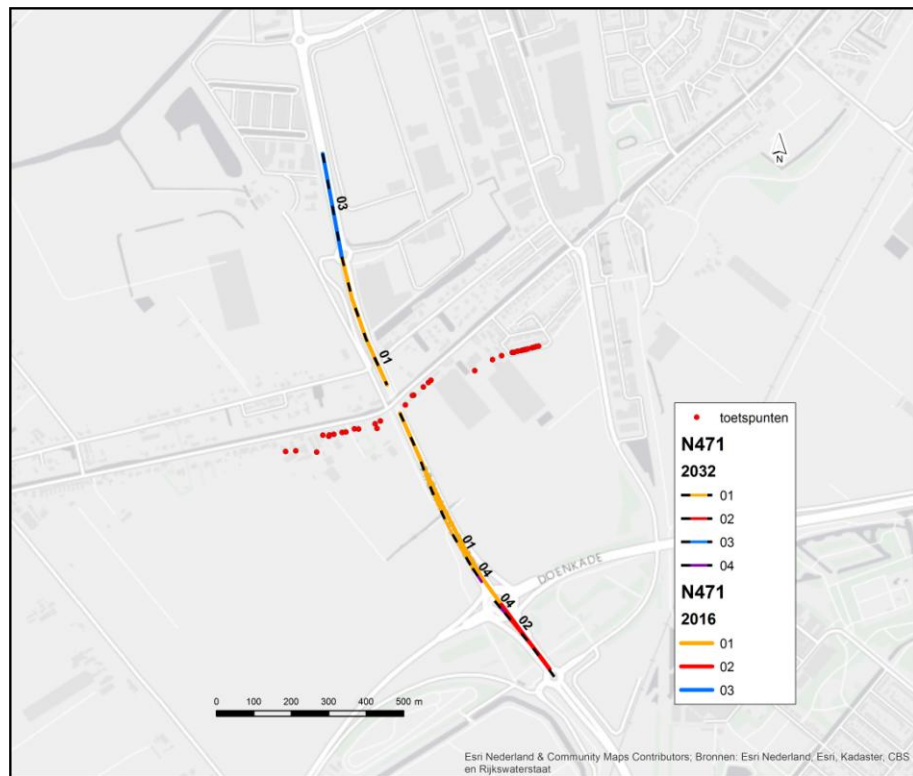 N
03
01
01
04
DOENKADE
04
02
toetspunten
N471
2032
01
02
03
04
N471
2016
01
02
03
0 100 200 300 400 500 m
Esri Nederland & Community Maps Contributors; Bronnen: Esri Nederland, Esri, Kadaster, CBS
en Rijkswaterstaat